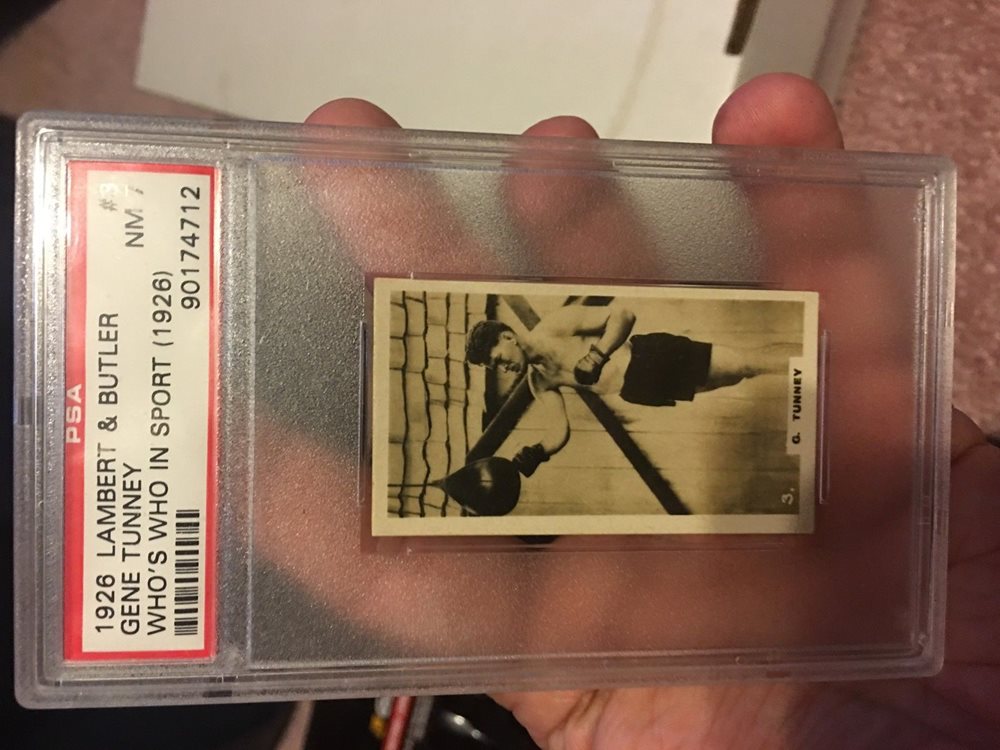 PSA
1926 LAMBERT & BUTLER #3
GENE TUNNEY NM 7
WHO'S WHO IN SPORT (1926)
90174712
G. TUNNEY
3.